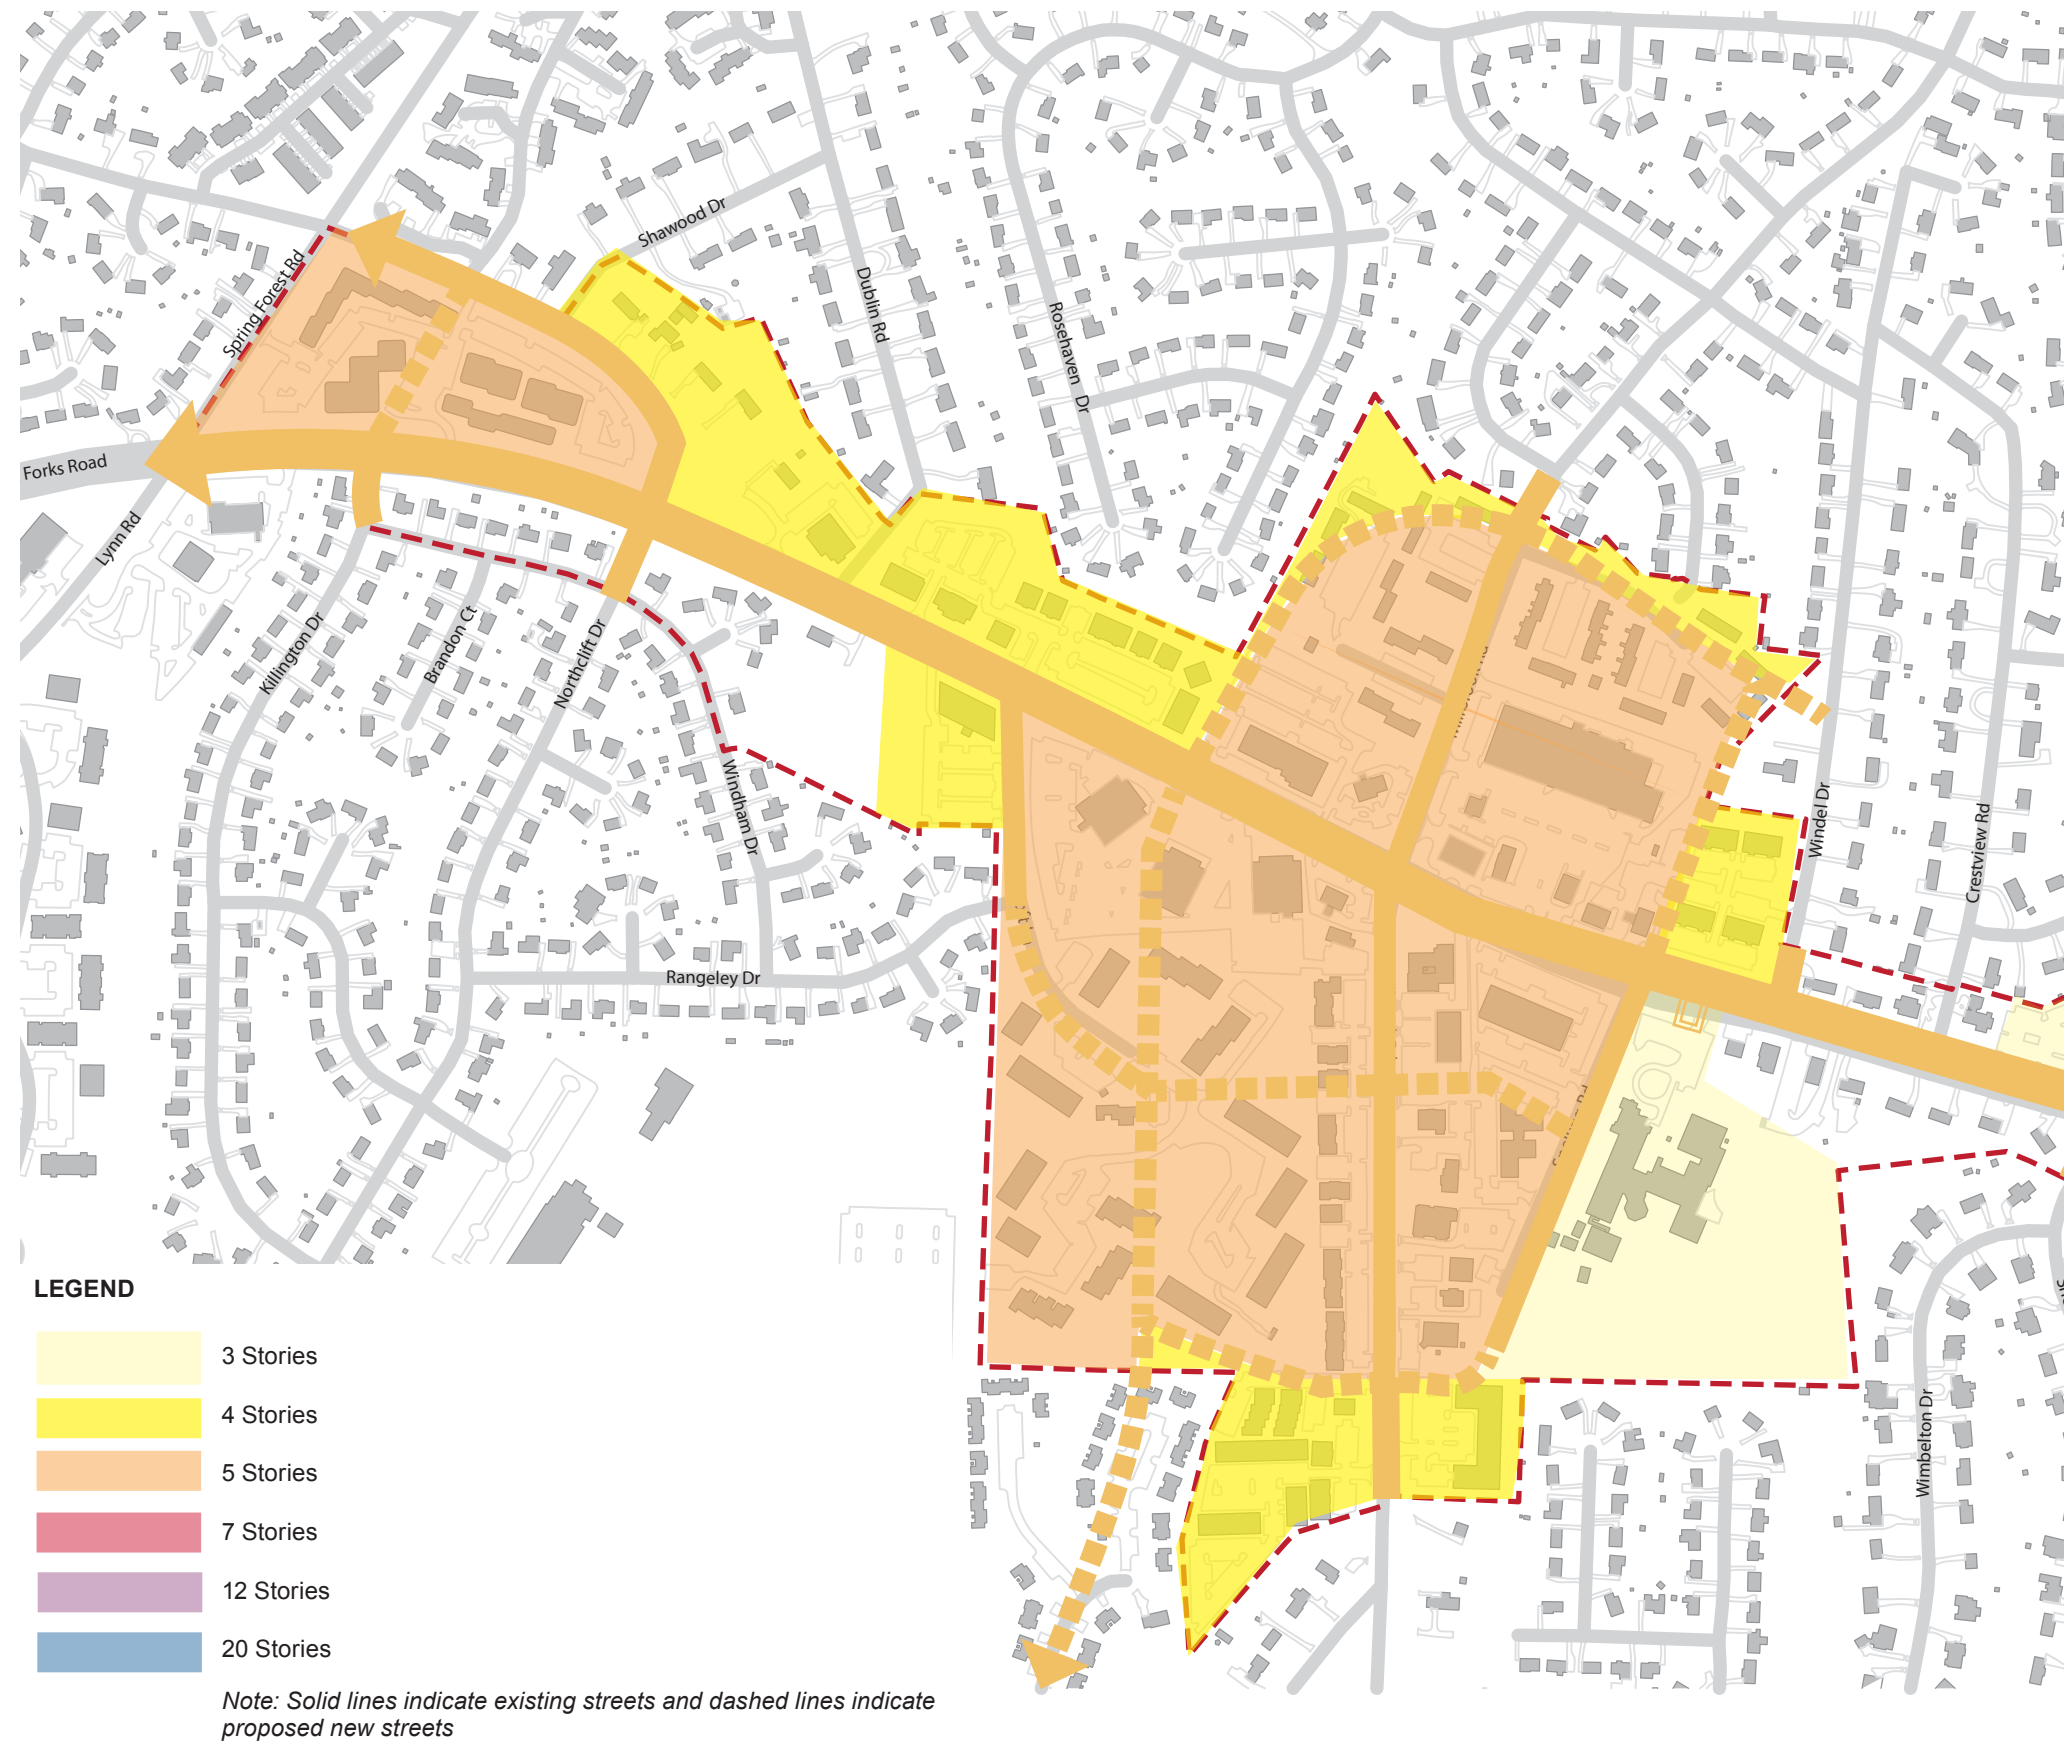 Shawood Dr
Spring Forest Rd
Dublin Rd
Rosehaven Dr
Forks Road
Lynn Rd
Killington Dr
Brandon Ct
Northclift Dr
Windham Dr
Windel Dr
Crestview Rd
Rangeley Dr
Wimbelton Dr
LEGEND
3 Stories
4 Stories
5 Stories
7 Stories
12 Stories
20 Stories
Note: Solid lines indicate existing streets and dashed lines indicate
proposed new streets